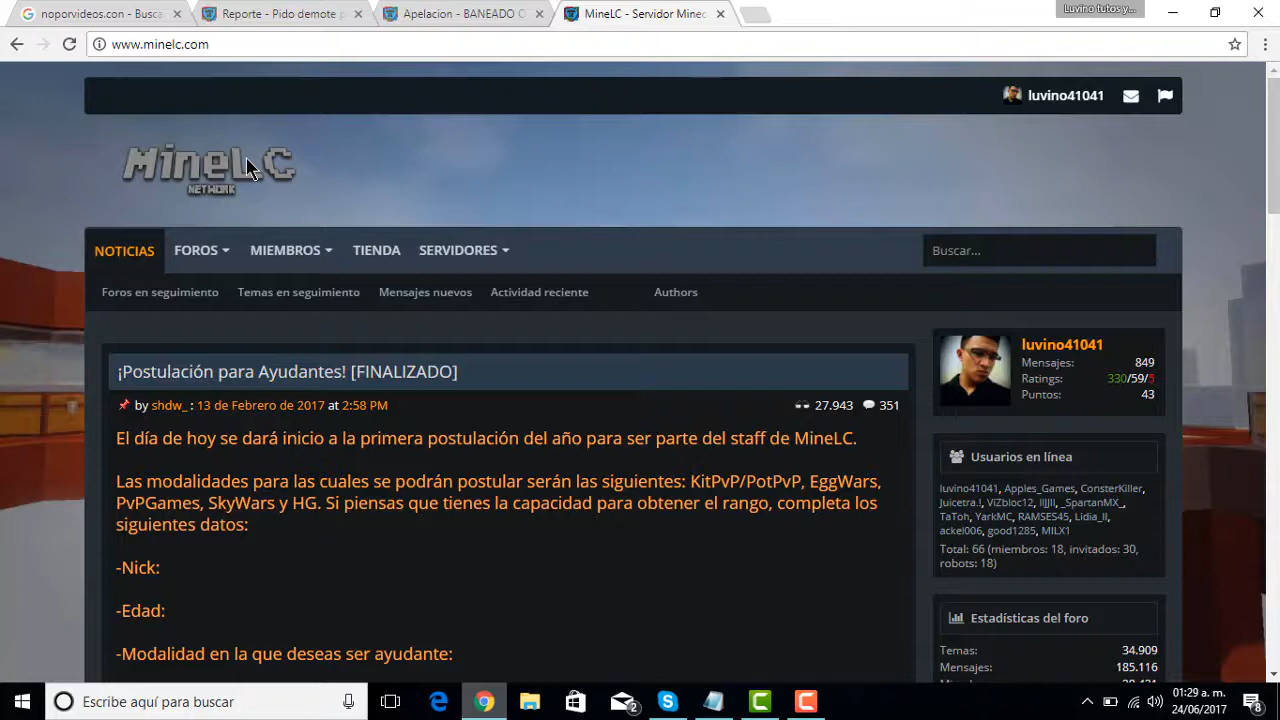 noporvideos.con - Busca
Reporte - Pido demote p
Apelacion - BANEADO C
MineLC - Servidor Minec
Luvino tutos y...
www.minelc.com
luvino41041
MineLC
NETWORK
NOTICIAS FOROS MIEMBROS TIENDA SERVIDORES
Buscar...
Foros en seguimiento Temas en seguimiento Mensajes nuevos Actividad reciente Authors
¡Postulación para Ayudantes! [FINALIZADO]
by shdw_ : 13 de Febrero de 2017 at 2:58 PM
27.943 351
El día de hoy se dará inicio a la primera postulación del año para ser parte del staff de MineLC.
Las modalidades para las cuales se podrán postular serán las siguientes: KitPvP/PotPvP, EggWars,
PvPGames, SkyWars y HG. Si piensas que tienes la capacidad para obtener el rango, completa los
siguientes datos:
-Nick:
-Edad:
-Modalidad en la que deseas ser ayudante:
luvino41041
Mensajes: 849
Ratings: 330/59/5
Puntos: 43
Usuarios en línea
luvino41041, Apples_Games, ConsterKiller,
Juicera.!, ViZbloc12, _SpartanMX_,
TaToh, YarkMC, RAMSES45, Lidia_ll,
ackel006, good1285, MILX1
Total: 66 (miembros: 18, invitados: 30,
robots: 18)
Estadísticas del foro
Temas: 34.909
Mensajes: 185.116
Escribe aquí para buscar
2
01:29 a. m.
24/06/2017
8